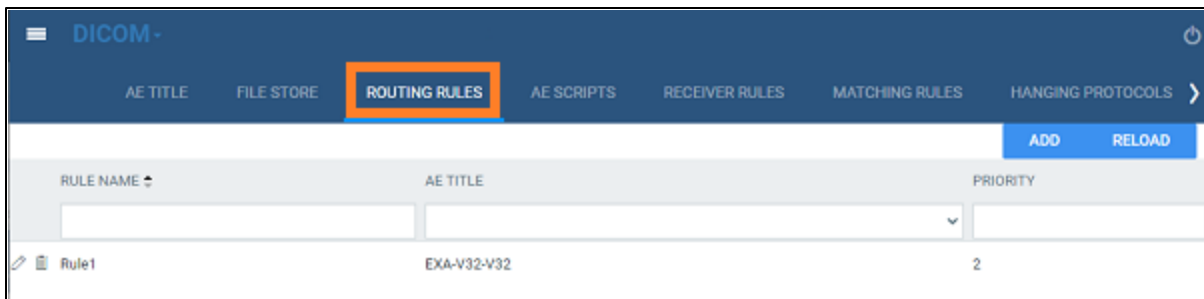 DICOM
AE TITLE FILE STORE ROUTING RULES AE SCRIPTS RECEIVER RULES MATCHING RULES HANGING PROTOCOLS
ADD RELOAD
RULE NAME AE TITLE PRIORITY
Rule1 EXA-V32-V32 2